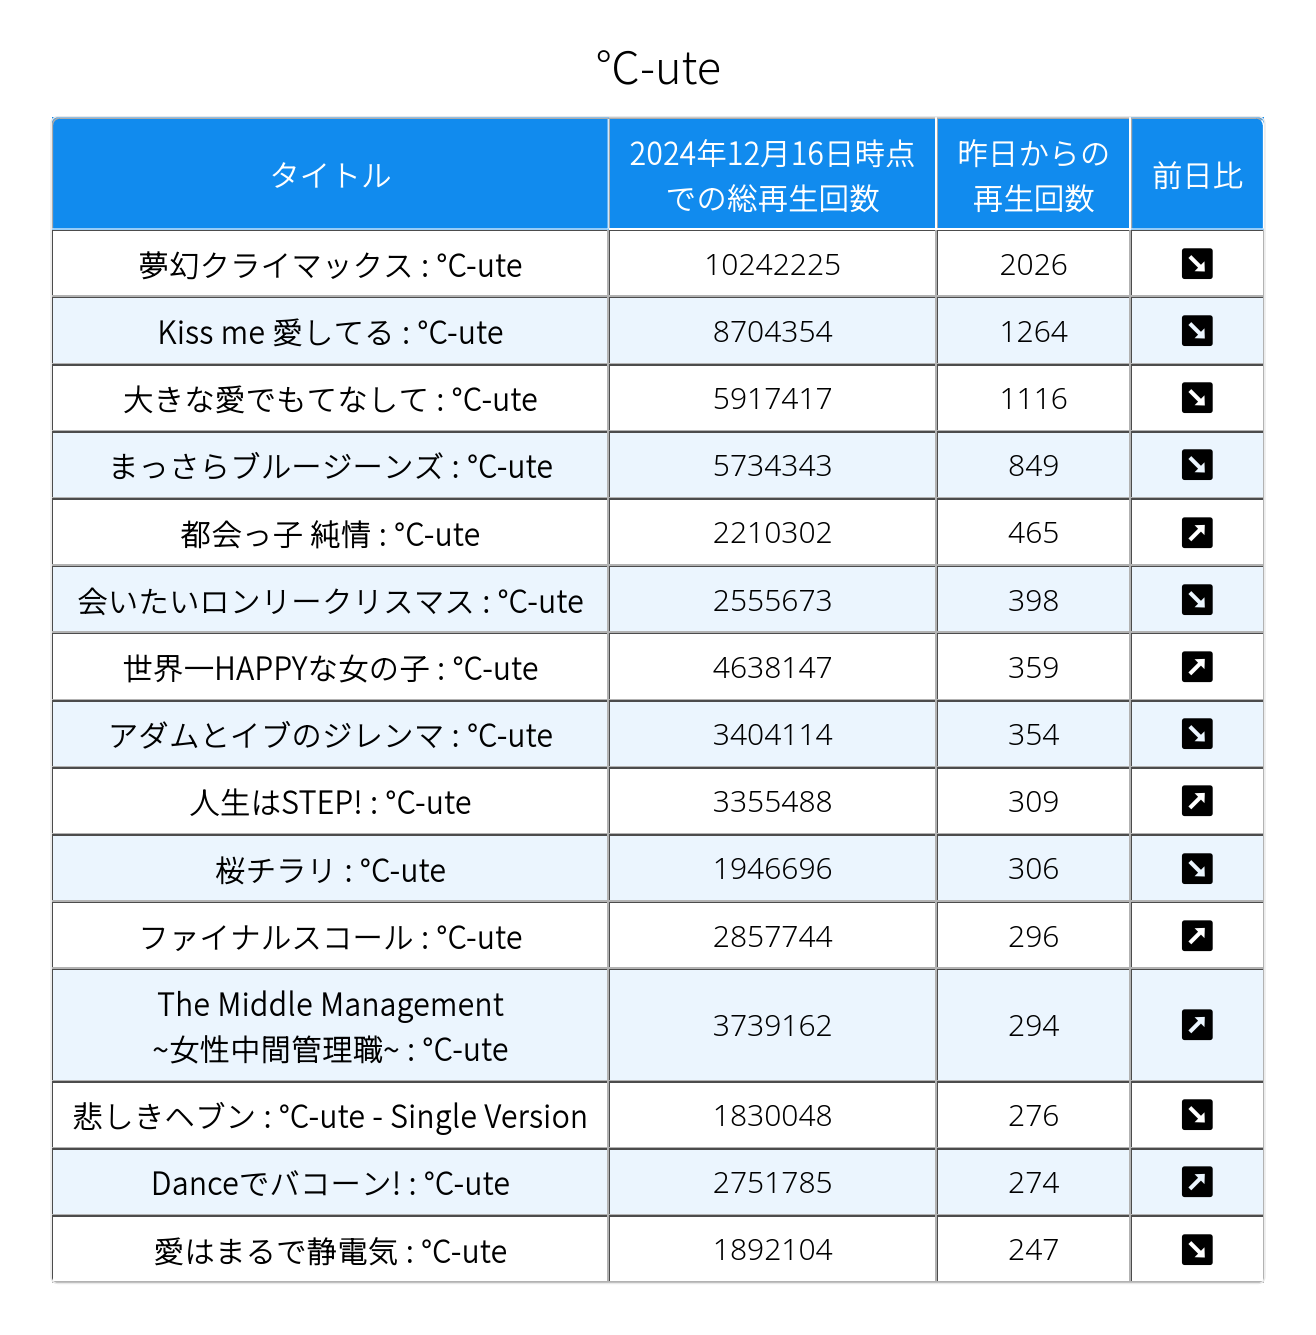 °C-ute
タイトル
2024年12月16日時点
での総再生回数
昨日からの
再生回数
前日比
夢幻クライマックス : °C-ute 10242225 2026
Kiss me 愛してる : °C-ute 8704354 1264
大きな愛でもてなして : °C-ute 5917417 1116
まっさらブルージーンズ : °C-ute 5734343 849
都会っ子 純情 : °C-ute 2210302 465
会いたいロンリークリスマス : °C-ute 2555673 398
世界一HAPPYな女の子 : °C-ute 4638147 359
アダムとイブのジレンマ : °C-ute 3404114 354
人生はSTEP! : °C-ute 3355488 309
桜チラリ : °C-ute 1946696 306
ファイナルスコール : °C-ute 2857744 296
The Middle Management
~女性中間管理職~ : °C-ute 3739162 294
悲しきヘブン : °C-ute - Single Version 1830048 276
Danceでバコーン! : °C-ute 2751785 274
愛はまるで静電気 : °C-ute 1892104 247